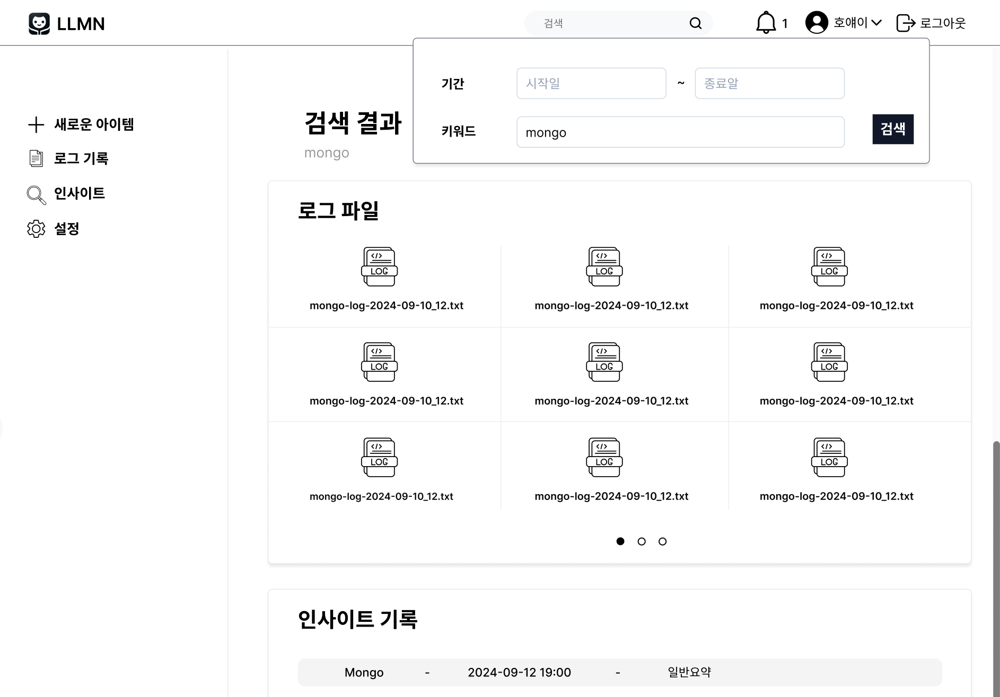 LLMN
검색
1
호얘이
로그아웃
기간
시작일
~
종료알
키워드
mongo
검색
새로운 아이템
로그 기록
인사이트
설정
검색 결과
mongo
로그 파일
</> LOG
</> LOG
</> LOG
mongo-log-2024-09-10_12.txt
mongo-log-2024-09-10_12.txt
mongo-log-2024-09-10_12.txt
</> LOG
</> LOG
</> LOG
mongo-log-2024-09-10_12.txt
mongo-log-2024-09-10_12.txt
mongo-log-2024-09-10_12.txt
</> LOG
</> LOG
</> LOG
mongo-log-2024-09-10_12.txt
mongo-log-2024-09-10_12.txt
mongo-log-2024-09-10_12.txt
인사이트 기록
Mongo - 2024-09-12 19:00 - 일반요약